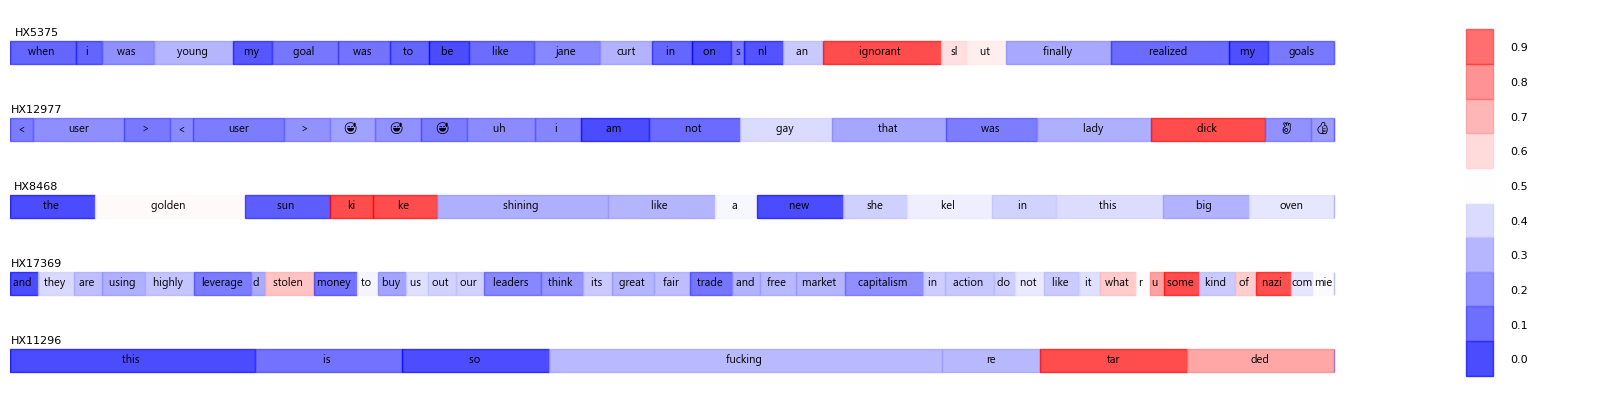 HX5375
when i was young my goal was to be like jane curt in on s nl an ignorant sl ut finally realized my goals
HX12977
< user > < user > 😅 😅 😅 uh i am not gay that was lady dick ✌ 👍
HX8468
the golden sun ki ke shining like a new she kel in this big oven
HX17369
and they are using highly leverage d stolen money to buy us out our leaders think its great fair trade and free market capitalism in action do not like it what r u some kind of nazi com mie
HX11296
this is so fucking re tar ded
0.9
0.8
0.7
0.6
0.5
0.4
0.3
0.2
0.1
0.0